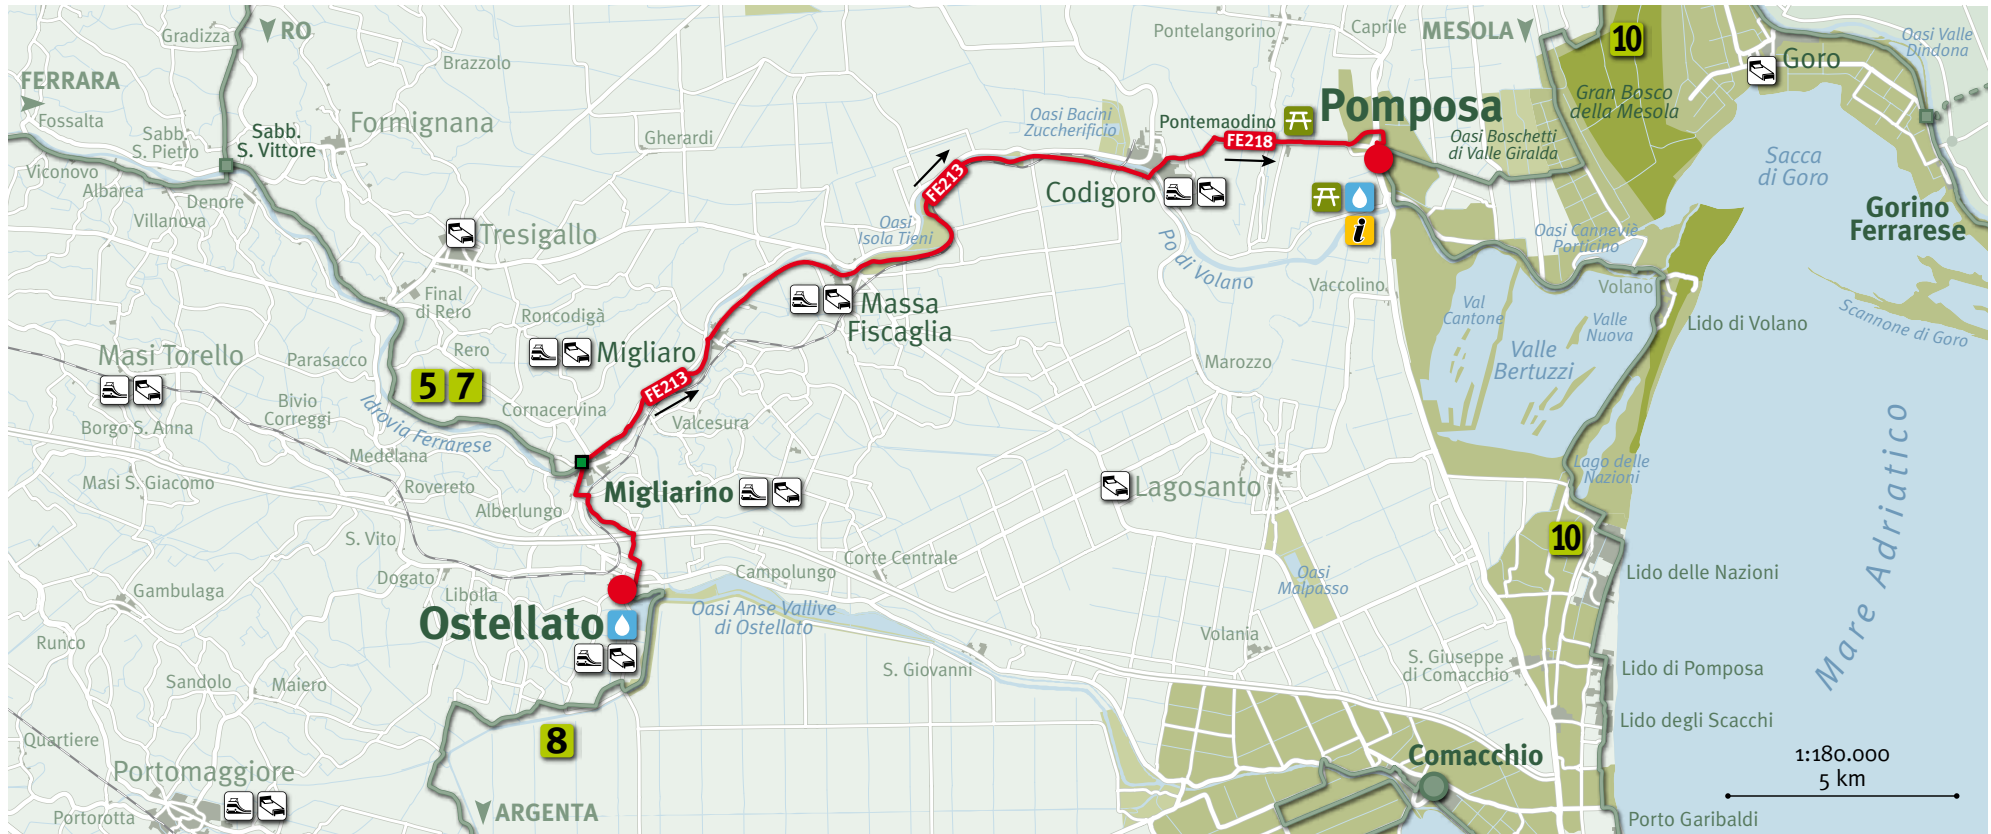 Gradizza
RO
FERRARA
Fossalta
Brazzolo
Sabb.
S. Pietro
Sabb.
S. Vittore
Formignana
Viconovo
Albarea
Denore
Villanova
Gherardi
Tresigallo
Final
di Rero
Roncodigà
Rero
Migliaro
Masi Torello
Parasacco
Borgo S. Anna
Bivio
Correggi
5
7
Idrovia Ferrarese
Cornacervina
FE213
Valcesura
Medelana
Masi S. Giacomo
Rovereto
Alberlungo
Migliarino
S. Vito
Dogato
Libolla
Gambulaga
Ostellato
Runco
Sandolo
Maiero
Quartiere
Portomaggiore
Portorotta
8
ARGENTA
Campolungo
Corte Centrale
Oasi Anse Vallive
di Ostellato
S. Giovanni
Massa
Fiscaglia
Oasi
Isola Tieni
FE213
Oasi Bacini
Zuccherificio
Codigoro
Pontelangorino
Caprile
MESOLA
Pontemaodino
FE218
Pomposa
Oasi Boschetti
di Valle Giralda
10
Gran Bosco
della Mesola
Goro
Oasi Valle
Dindona
Sacca
di Goro
Gorino
Ferrarese
Po di Volano
Vaccolino
Oasi Canneviè
Porticino
Volano
Val
Cantone
Valle
Nuova
Valle
Bertuzzi
Lido di Volano
Scannone di Goro
Marozzo
Lagosanto
Lago delle
Nazioni
10
Oasi
Malpasso
Volania
S. Giuseppe
di Comacchio
Comacchio
Lido delle Nazioni
Lido di Pomposa
Lido degli Scacchi
Porto Garibaldi
Mare Adriatico
1:180.000
5 km